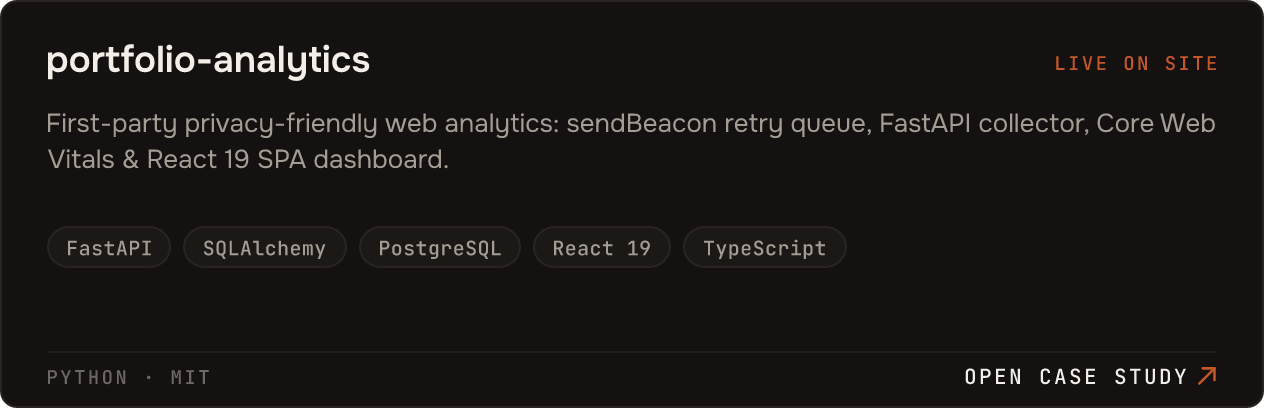 portfolio-analytics
LIVE ON SITE
First-party privacy-friendly web analytics: sendBeacon retry queue, FastAPI collector, Core Web
Vitals & React 19 SPA dashboard.
FastAPI SQLAlchemy PostgreSQL React 19 TypeScript
PYTHON · MIT
OPEN CASE STUDY ↗